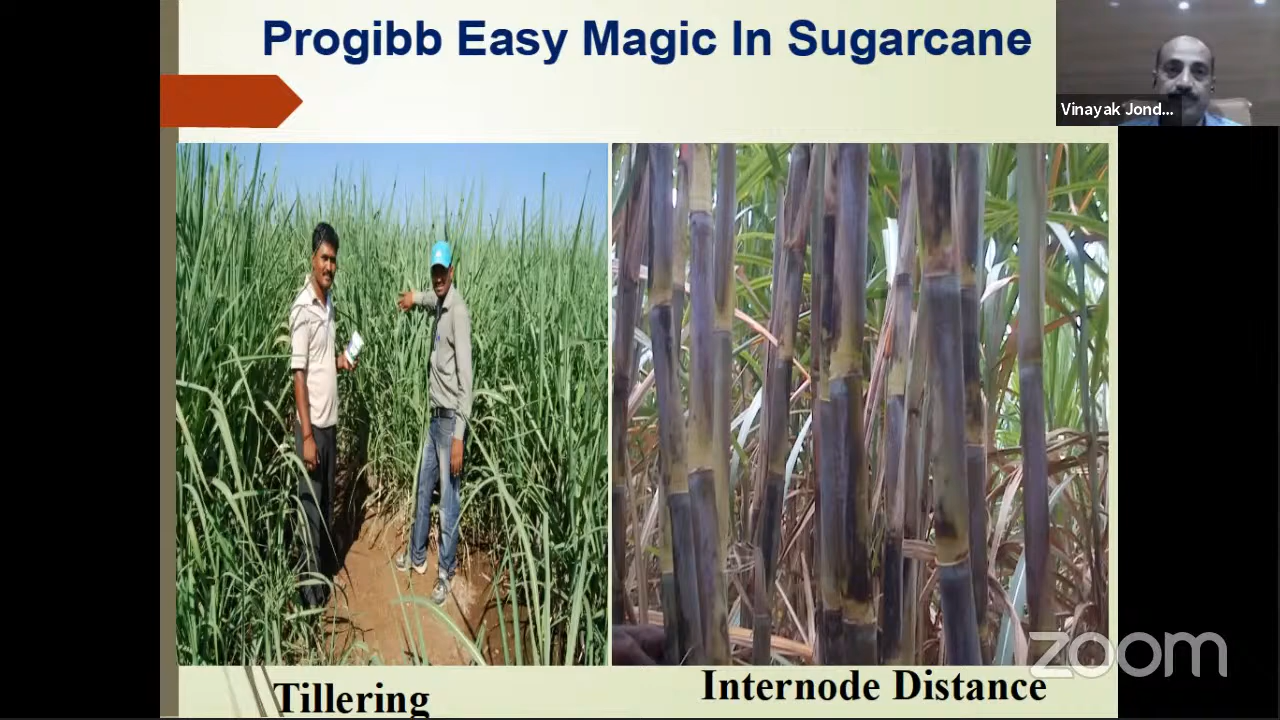 Progibb Easy Magic In Sugarcane
Vinayak Jond...
Tillering
Internode Distance
zoom